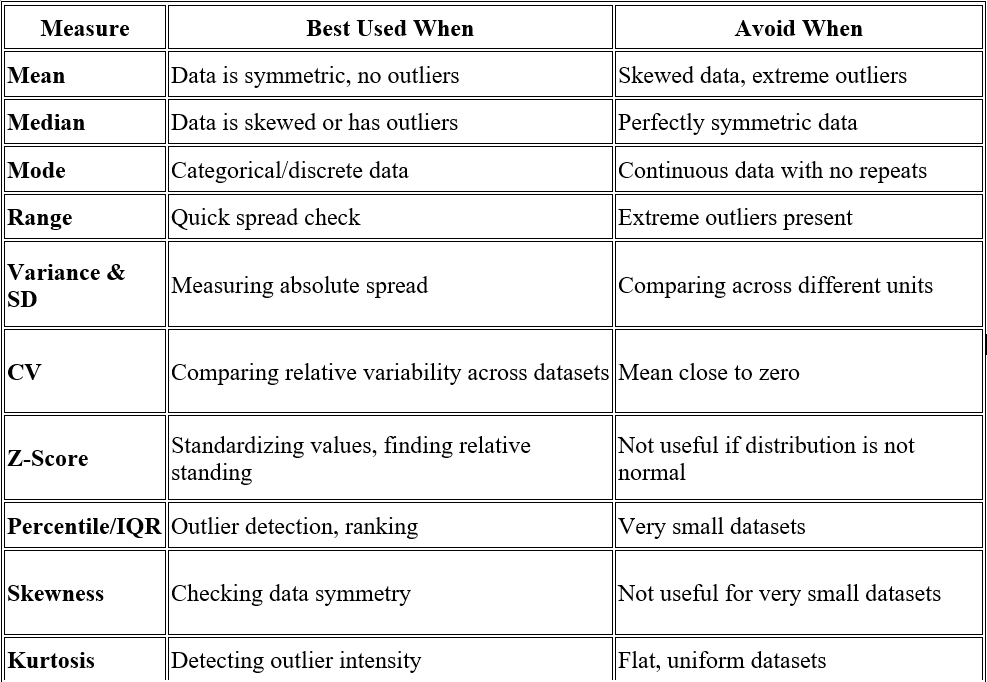 Measure Best Used When Avoid When
Mean Data is symmetric, no outliers Skewed data, extreme outliers
Median Data is skewed or has outliers Perfectly symmetric data
Mode Categorical/discrete data Continuous data with no repeats
Range Quick spread check Extreme outliers present
Variance &
SD Measuring absolute spread Comparing across different units
CV Comparing relative variability across datasets Mean close to zero
Z-Score Standardizing values, finding relative
standing Not useful if distribution is not
normal
Percentile/IQR Outlier detection, ranking Very small datasets
Skewness Checking data symmetry Not useful for very small datasets
Kurtosis Detecting outlier intensity Flat, uniform datasets